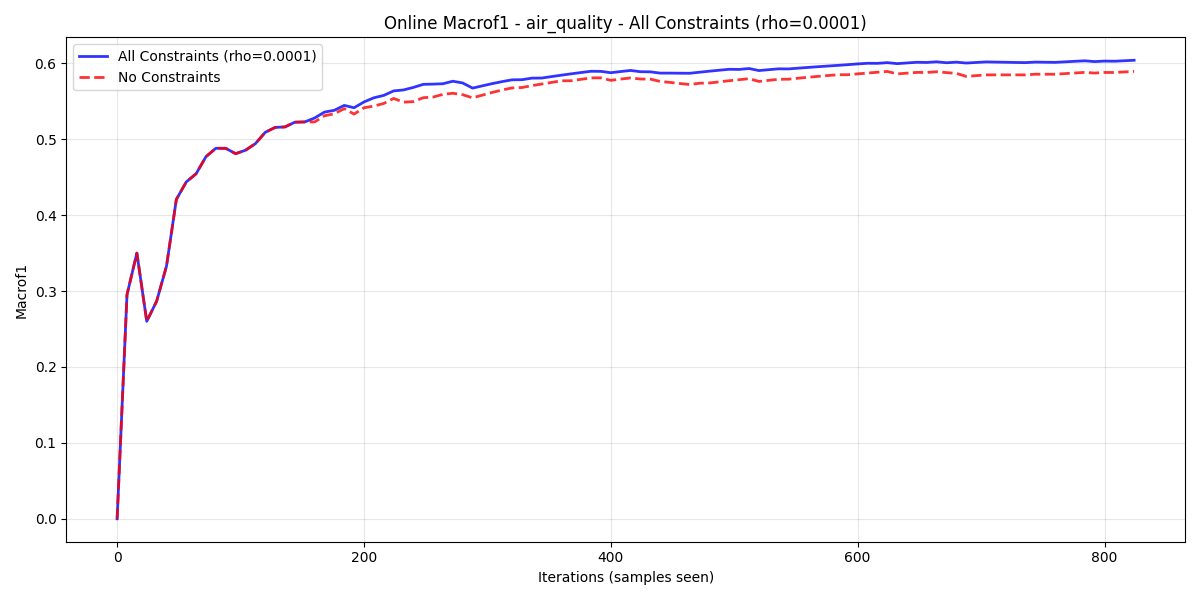 Online Macrof1 - air_quality - All Constraints (rho=0.0001)
All Constraints (rho=0.0001)
No Constraints
Macrof1
0.6
0.5
0.4
0.3
0.2
0.1
0.0
0
200
400
600
800
Iterations (samples seen)